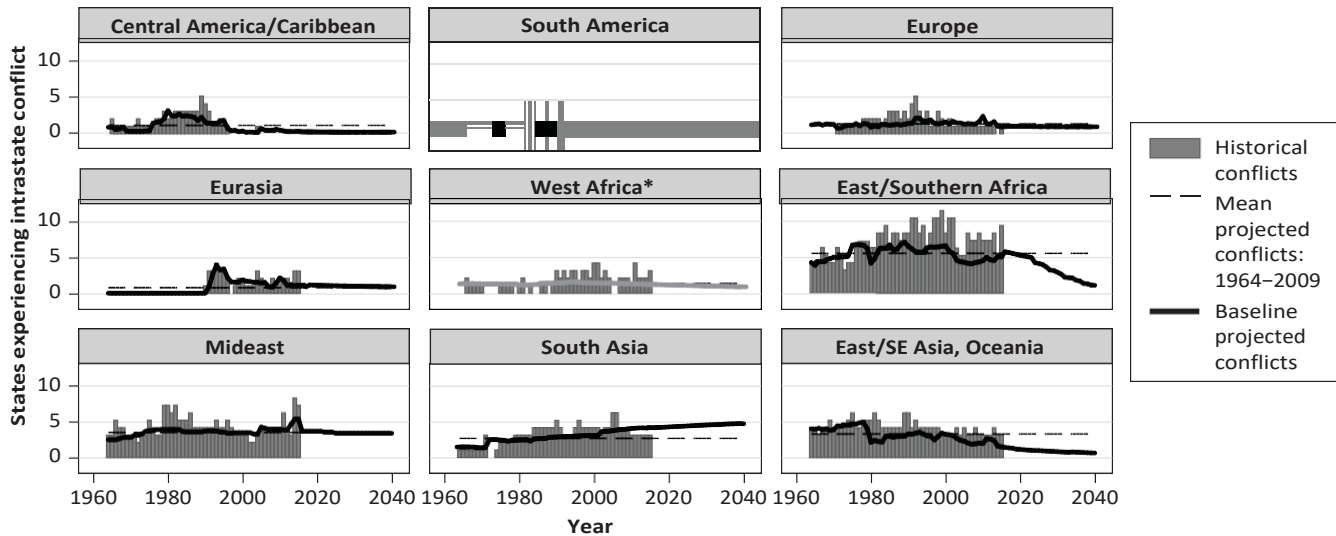 Central America/Caribbean
South America
Europe
10
5
0
Eurasia
West Africa*
East/Southern Africa
10
5
0
Mideast
South Asia
East/SE Asia, Oceania
10
5
0
1960 1980 2000 2020 2040
1960 1980 2000 2020 2040
1960 1980 2000 2020 2040
Year
States experiencing intrastate conflict
Historical
conflicts
Mean
projected
conflicts:
1964–2009
Baseline
projected
conflicts